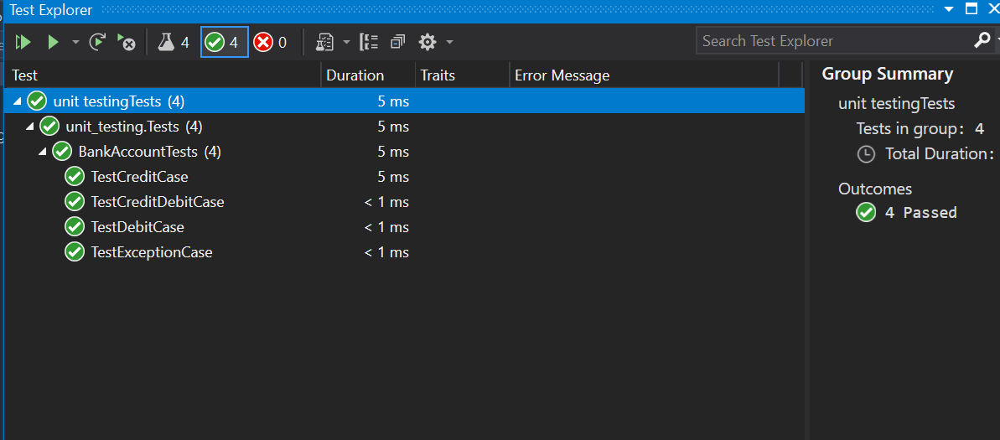 Test Explorer
4 4 0 Search Test Explorer
Test Duration Traits Error Message
unit testingTests (4) 5 ms
unit_testing.Tests (4) 5 ms
BankAccountTests (4) 5 ms
TestCreditCase 5 ms
TestCreditDebitCase < 1 ms
TestDebitCase < 1 ms
TestExceptionCase < 1 ms
Group Summary
unit testingTests
Tests in group: 4
Total Duration:
Outcomes
4 Passed